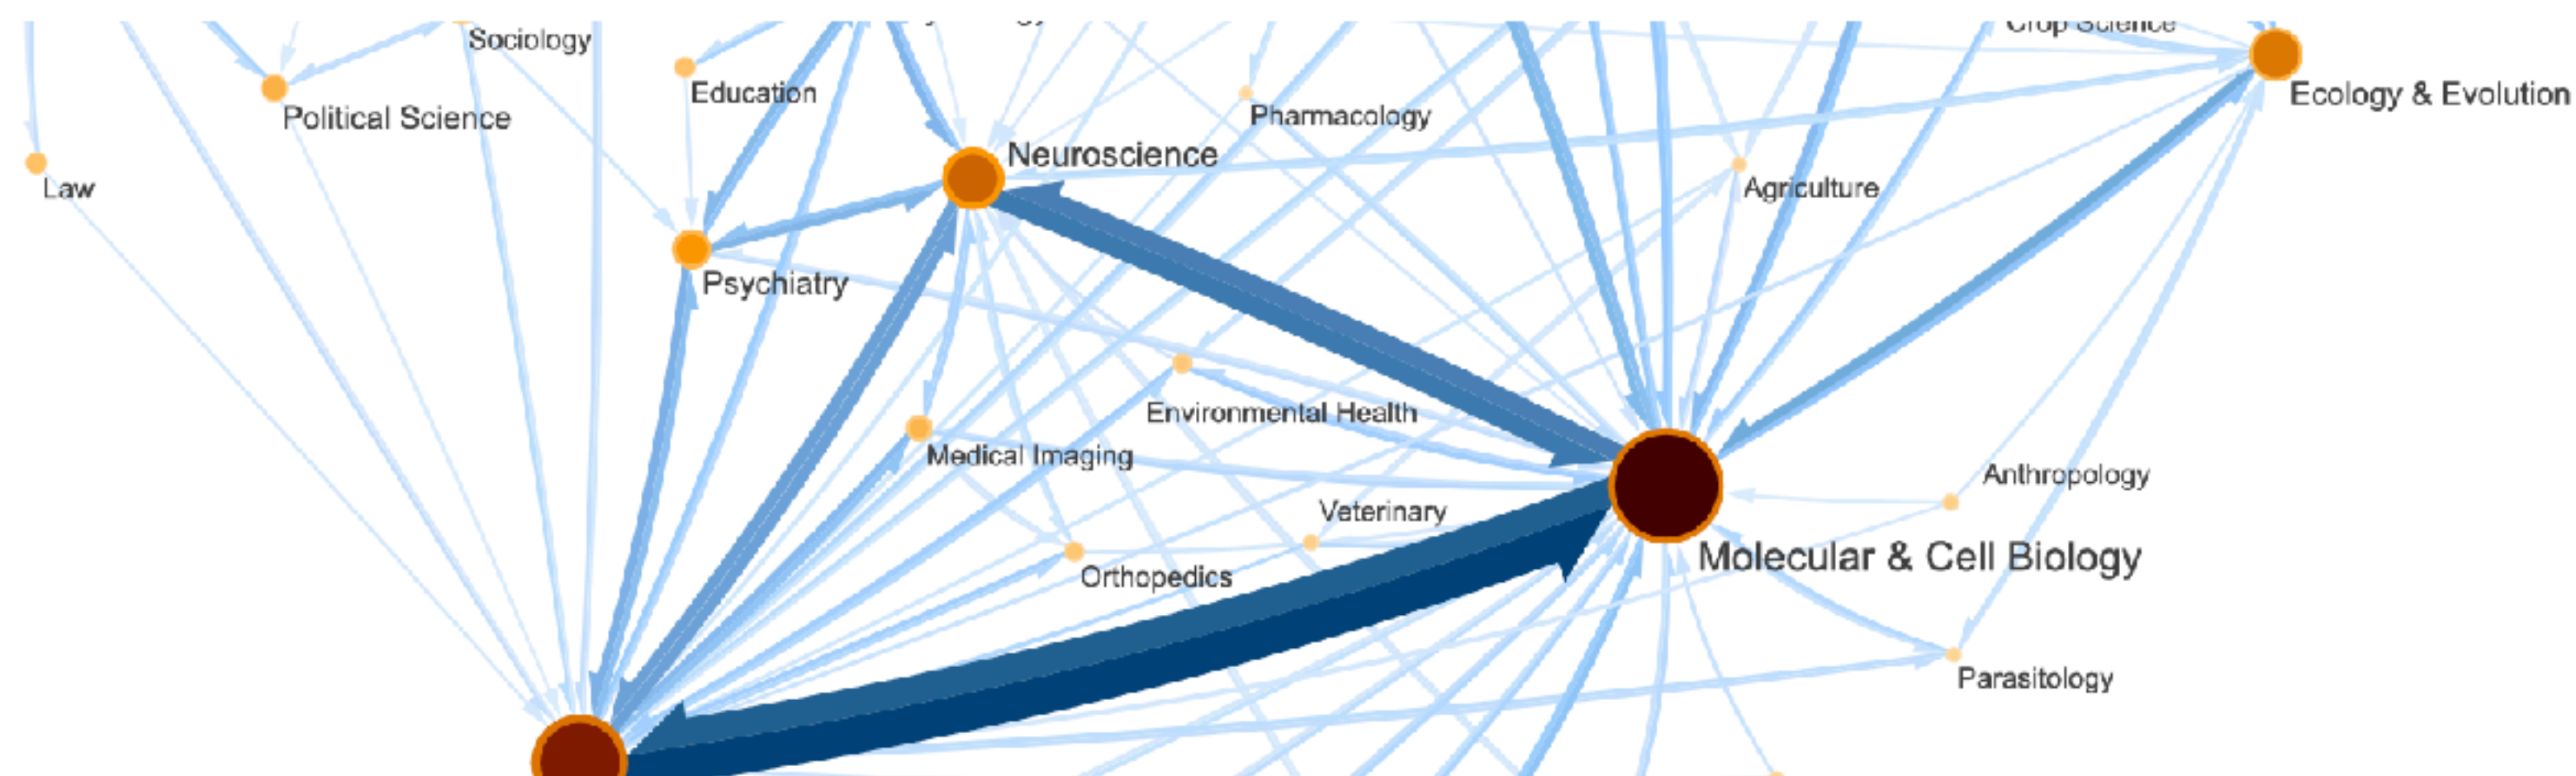 Crop Science
Sociology
Education
Ecology & Evolution
Political Science
Pharmacology
Neuroscience
Law
Agriculture
Psychiatry
Environmental Health
Medical Imaging
Anthropology
Veterinary
Molecular & Cell Biology
Orthopedics
Parasitology